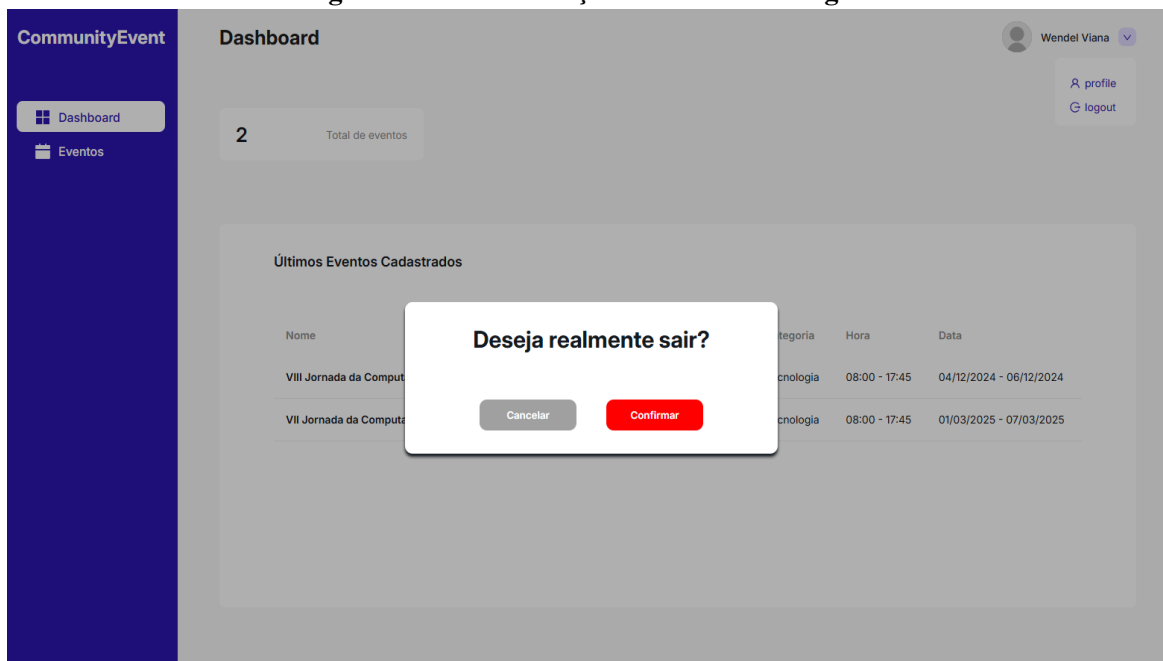 CommunityEvent
Dashboard
Wendel Viana
profile
logout
Dashboard
Eventos
2 Total de eventos
Últimos Eventos Cadastrados
Deseja realmente sair?
Nome Hora Data
VIII Jornada da 08:00 - 17:45 04/12/2024 - 06/12/2024
Cancelar Confirmar
VII Jornada da 08:00 - 17:45 01/03/2025 - 07/03/2025